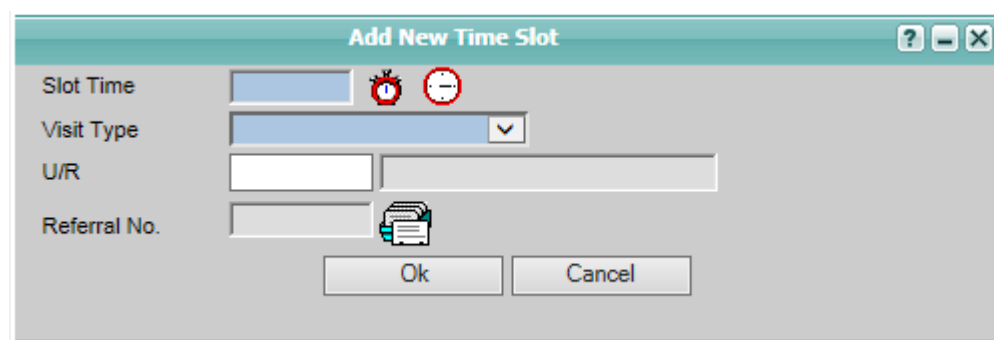 Add New Time Slot
Slot Time
Visit Type
U/R
Referral No.
Ok Cancel